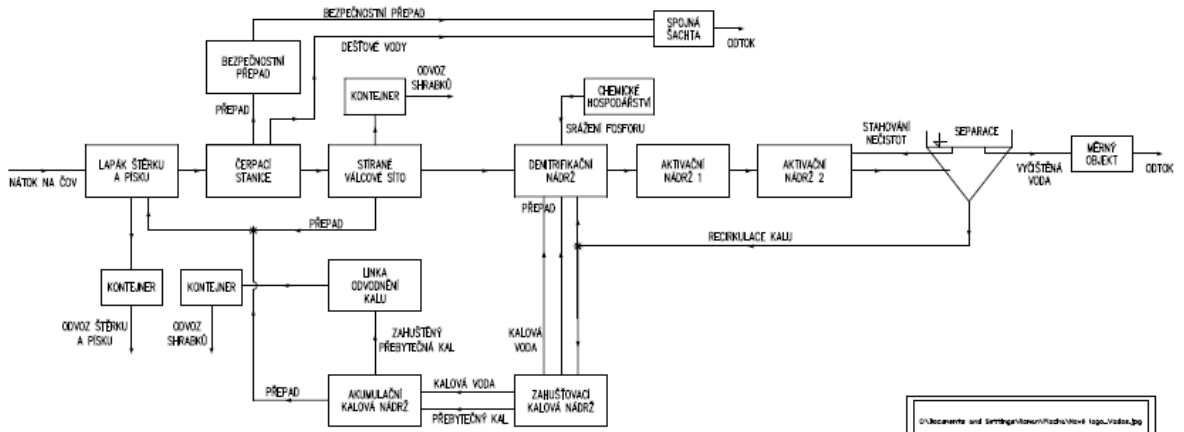 BEZPEČNOSTNÍ PŘEPAD
SPOJNÁ
ŠACHTA
ODTOK
DEŠŤOVÉ VODY
BEZPEČNOSTNÍ
PŘEPAD
ODVOZ
SHRABKŮ
KONTEJNER
CHEMICKÉ
HOSPODÁŘSTVÍ
PŘEPAD
SRÁŽENÍ FOSFORU
STAHOVÁNÍ
NEČISTOT
SEPARACE
LAPÁK ŠTĚRKU
A PÍSKU
ČERPACÍ
STANICE
STÍRANÉ
VÁLCOVÉ SÍTO
DENITRIFIKAČNÍ
NÁDRŽ
AKTIVAČNÍ
NÁDRŽ 1
AKTIVAČNÍ
NÁDRŽ 2
MĚRNÝ
OBJEKT
NÁTOK NA ČOV
VYČIŠTĚNÁ
VODA
ODTOK
PŘEPAD
PŘEPAD
RECIRKULACE KALU
KONTEJNER
KONTEJNER
LINKA
ODVODNĚNÍ
KALU
ODVOZ ŠTĚRKU
A PÍSKU
ODVOZ
SHRABKŮ
ZAHUŠTĚNÝ
PŘEBYTEČNÁ KAL
KALOVÁ
VODA
PŘEPAD
AKUMULAČNÍ
KALOVÁ NÁDRŽ
KALOVÁ VODA
PŘEBYTEČNÝ KAL
ZAHUŠŤOVACÍ
KALOVÁ NÁDRŽ